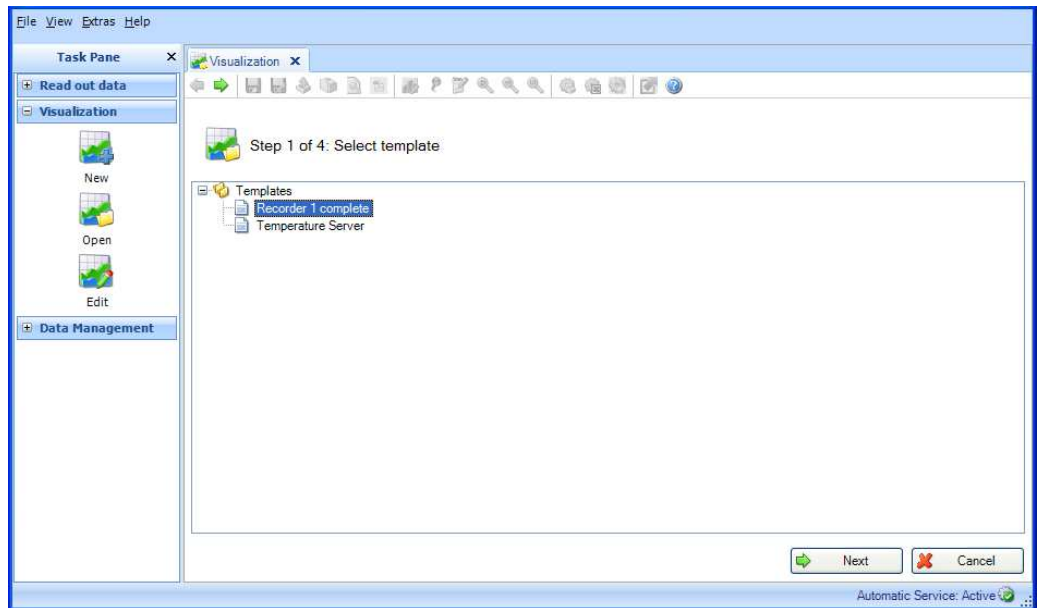 File View Extras Help
Task Pane
Visualization
Read out data
Visualization
New
Open
Edit
Data Management
Step 1 of 4: Select template
Templates
Recorder 1 complete
Temperature Server
Next Cancel
Automatic Service: Active